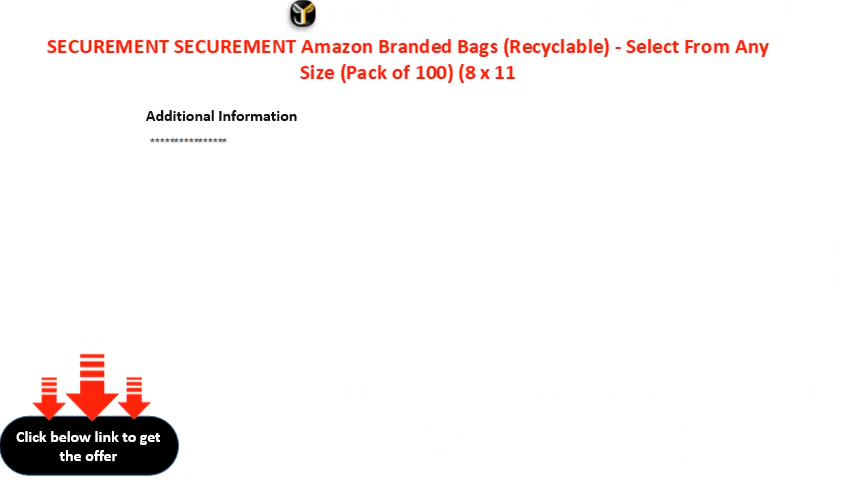 SECUREMENT SECUREMENT Amazon Branded Bags (Recyclable) - Select From Any
Size (Pack of 100) (8 x 11
Additional Information
****************
Click below link to get
the offer